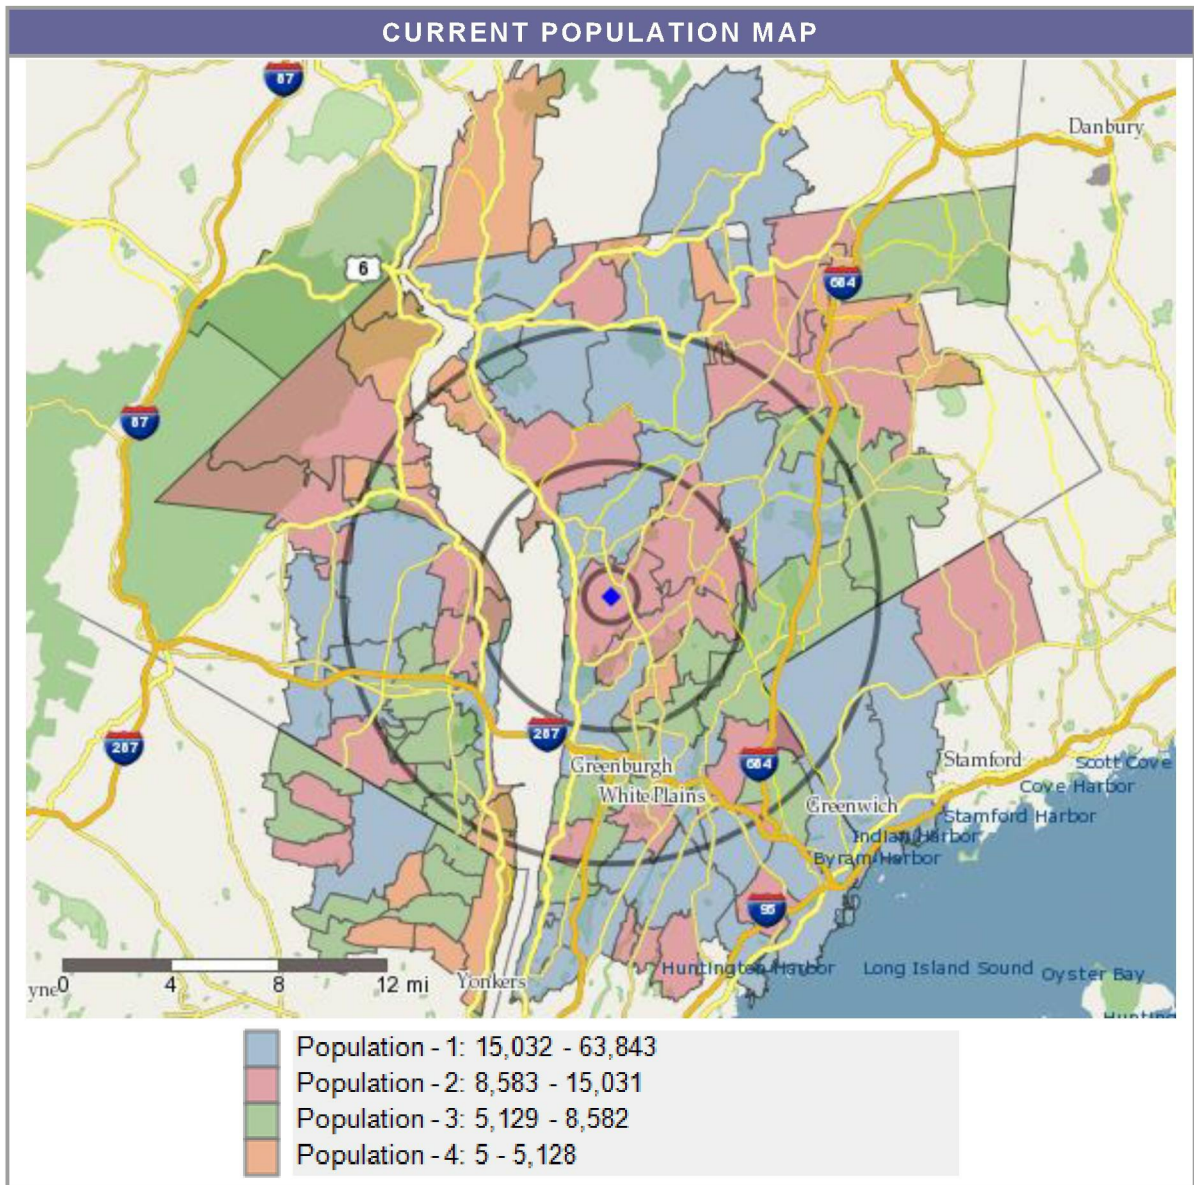 CURRENT POPULATION MAP
87
Danbury
6
684
87
287
287
Greenburgh
684
White Plains
Greenwich
Stamford
Scott Cove
Cove Harbor
Stamford Harbor
Indian Harbor
Byram Harbor
95
Huntington Harbor
Long Island Sound
Oyster Bay
yne
0 4 8 12 mi
Yonkers
Hunting
Population - 1: 15,032 - 63,843
Population - 2: 8,583 - 15,031
Population - 3: 5,129 - 8,582
Population - 4: 5 - 5,128